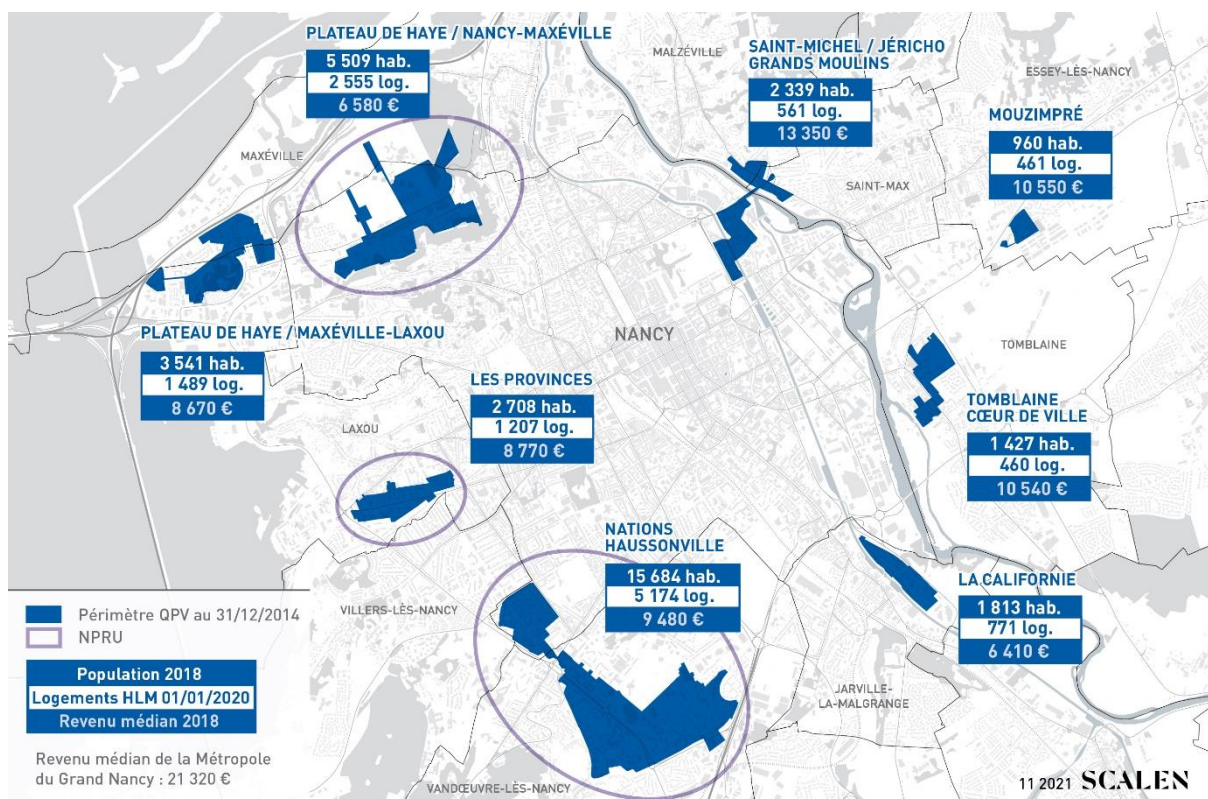 PLATEAU DE HAYE / NANCY-MAXÉVILLE
5 509 hab.
2 555 log.
6 580 €
MALZÉVILLE
SAINT-MICHEL / JÉRICHO
GRANDS MOULINS
2 339 hab.
561 log.
13 350 €
ESSEY-LÈS-NANCY
MOUZIMPRÉ
960 hab.
461 log.
10 550 €
MAXÉVILLE
SAINT-MAX
PLATEAU DE HAYE / MAXÉVILLE-LAXOU
3 541 hab.
1 489 log.
8 670 €
NANCY
TOMBLAINE
LES PROVINCES
2 708 hab.
1 207 log.
8 770 €
LAXOU
TOMBLAINE
CŒUR DE VILLE
1 427 hab.
460 log.
10 540 €
NATIONS
HAUSSONVILLE
15 684 hab.
5 174 log.
9 480 €
LA CALIFORNIE
1 813 hab.
771 log.
6 410 €
VILLERS-LÈS-NANCY
JARVILLE-
LA-MALGRANGE
VANDŒUVRE-LÈS-NANCY
Périmètre QPV au 31/12/2014
NPRU
Population 2018
Logements HLM 01/01/2020
Revenu médian 2018
Revenu médian de la Métropole
du Grand Nancy : 21 320 €
11 2021 SCALEN